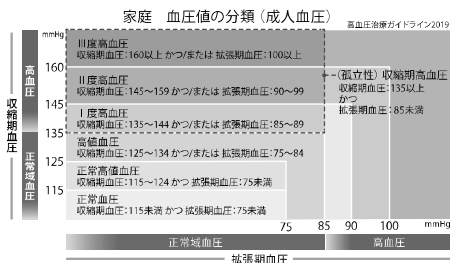 家庭 血圧値の分類（成人血圧）
高血圧治療ガイドライン2019
mmHg
Ⅲ度高血圧
収縮期血圧：160以上 かつ/または 拡張期血圧：100以上
160
Ⅱ度高血圧
収縮期血圧：145～159 かつ/または 拡張期血圧：90～99
145
Ⅰ度高血圧
収縮期血圧：135～144 かつ/または 拡張期血圧：85～89
135
高値血圧
収縮期血圧：125～134 かつ/または 拡張期血圧：75～84
125
正常高値血圧
収縮期血圧：115～124 かつ 拡張期血圧：75未満
115
正常血圧
収縮期血圧：115未満 かつ 拡張期血圧：75未満
（孤立性）収縮期高血圧
収縮期血圧：135以上
かつ
拡張期血圧：85未満
収縮期血圧
高血圧
正常域血圧
75 85 90 100 mmHg
正常域血圧 高血圧
拡張期血圧